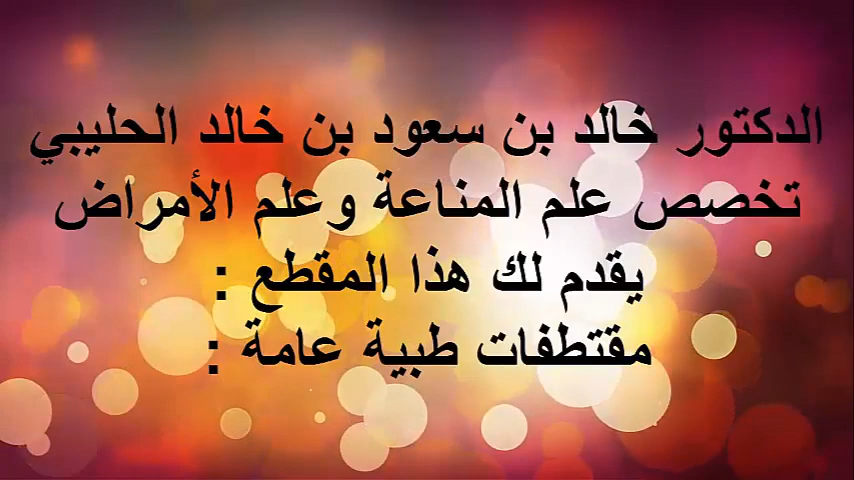 الدكتور خالد بن سعود بن خالد الحليبي
تخصص علم المناعة وعلم الأمراض
يقدم لك هذا المقطع :
مقتطفات طبية عامة :